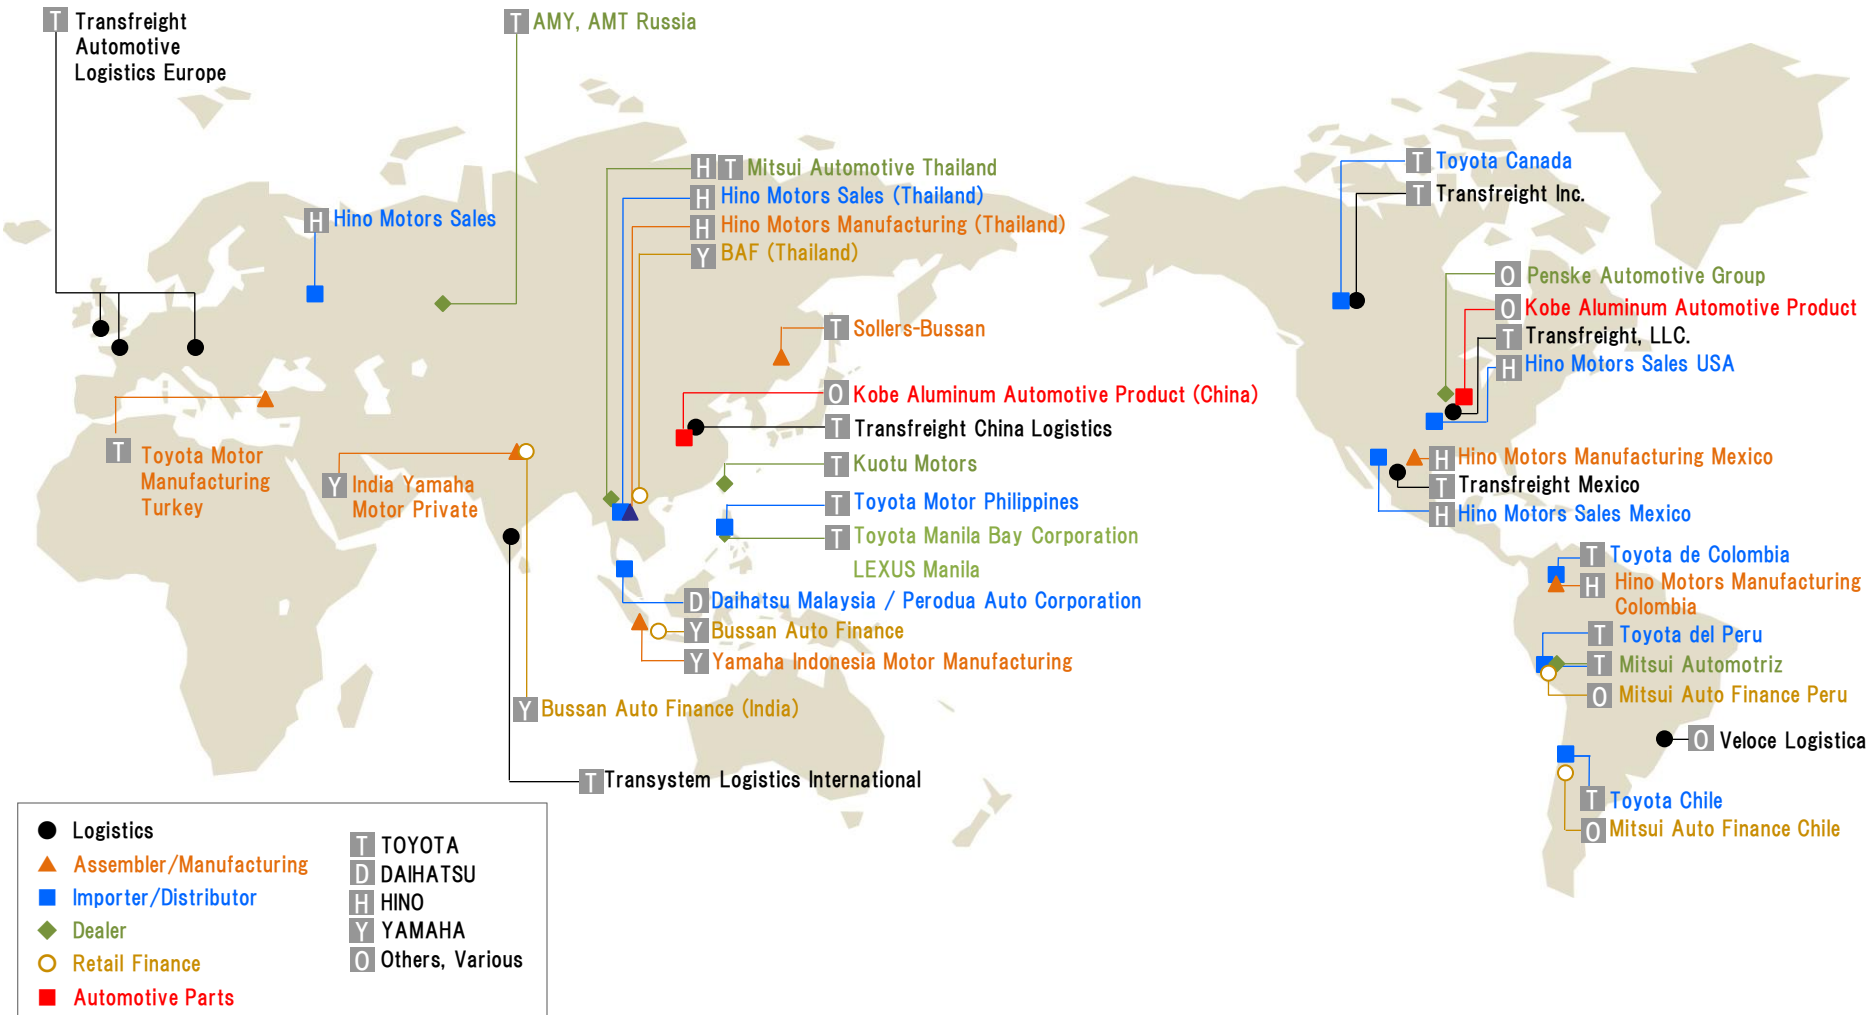 T Transfreight
Automotive
Logistics Europe
T AMY, AMT Russia
H Hino Motors Sales
H T Mitsui Automotive Thailand
H Hino Motors Sales (Thailand)
H Hino Motors Manufacturing (Thailand)
Y BAF (Thailand)
T Sollers-Bussan
O Kobe Aluminum Automotive Product (China)
T Transfreight China Logistics
T Kuotu Motors
T Toyota Motor Philippines
T Toyota Manila Bay Corporation
LEXUS Manila
D Daihatsu Malaysia / Perodua Auto Corporation
Y Bussan Auto Finance
Y Yamaha Indonesia Motor Manufacturing
T Toyota Motor
Manufacturing
Turkey
Y India Yamaha
Motor Private
Y Bussan Auto Finance (India)
T Transystem Logistics International
T Toyota Canada
T Transfreight Inc.
O Penske Automotive Group
O Kobe Aluminum Automotive Product
T Transfreight, LLC.
H Hino Motors Sales USA
H Hino Motors Manufacturing Mexico
T Transfreight Mexico
H Hino Motors Sales Mexico
T Toyota de Colombia
H Hino Motors Manufacturing
Colombia
T Toyota del Peru
T Mitsui Automotriz
O Mitsui Auto Finance Peru
O Veloce Logistica
T Toyota Chile
O Mitsui Auto Finance Chile
Logistics
Assembler/Manufacturing
Importer/Distributor
Dealer
Retail Finance
Automotive Parts
T TOYOTA
D DAIHATSU
H HINO
Y YAMAHA
O Others, Various